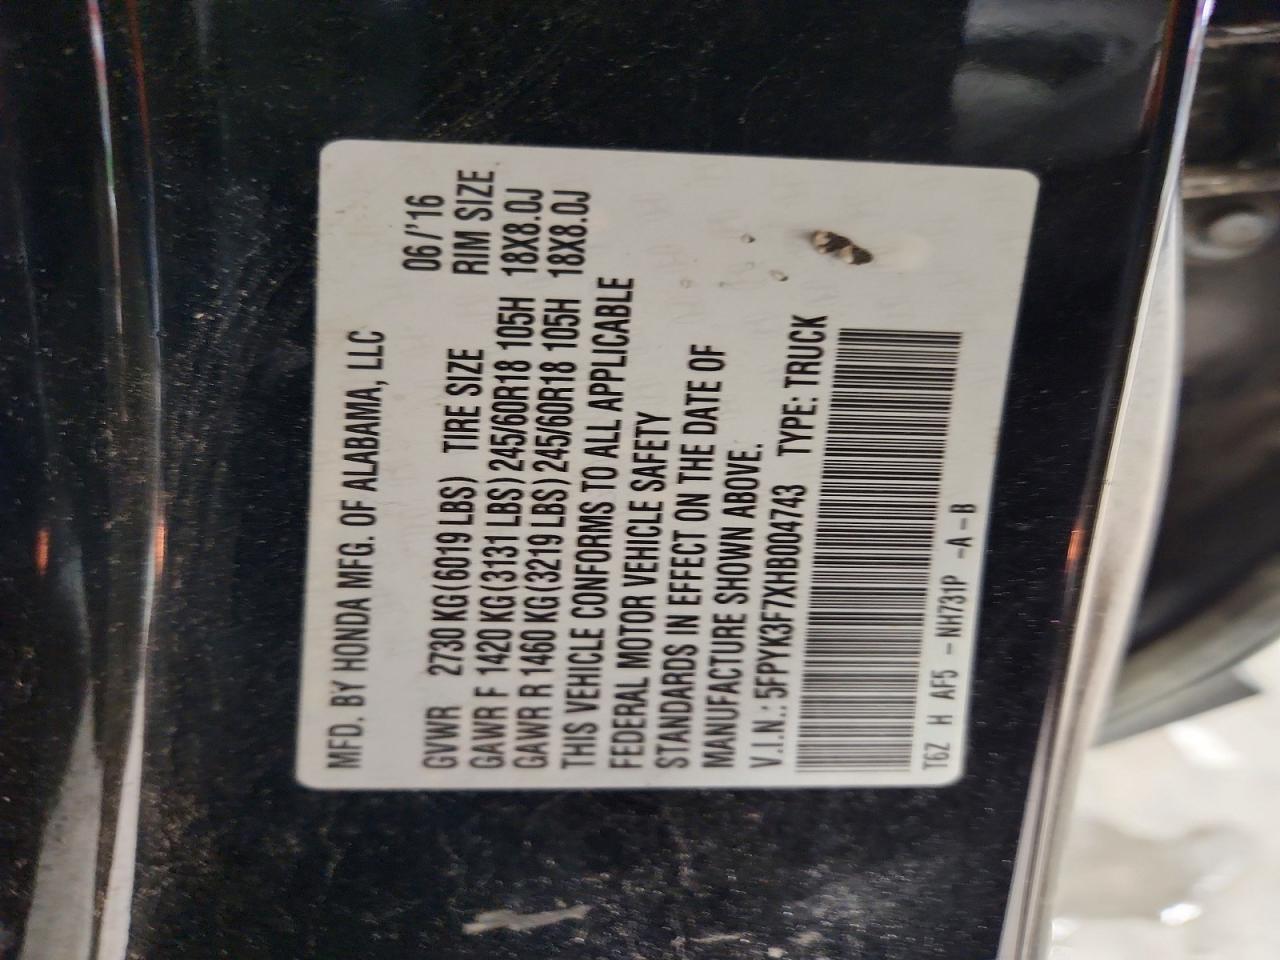 MFD. BY HONDA MFG. OF ALABAMA, LLC
06/'16
GVWR 2730 KG(6019 LBS) TIRE SIZE RIM SIZE
GAWR F 1420 KG(3131 LBS)245/60R18 105H 18X8.0J
GAWR R 1460 KG(3219 LBS)245/60R18 105H 18X8.0J
THIS VEHICLE CONFORMS TO ALL APPLICABLE
FEDERAL MOTOR VEHICLE SAFETY
STANDARDS IN EFFECT ON THE DATE OF
MANUFACTURE SHOWN ABOVE.
V.I.N.: 5FPYK3F7XHB004743 TYPE: TRUCK
T6Z H AF5 -NH731P -A-B